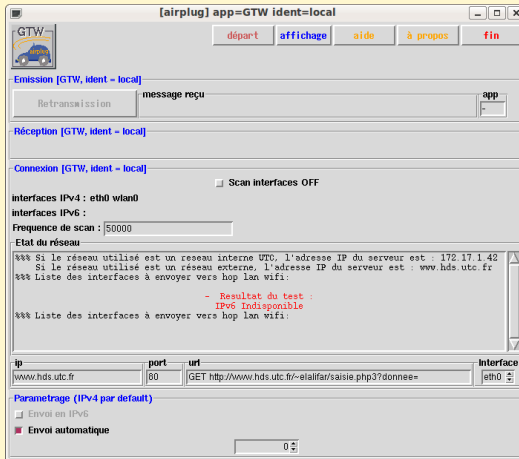 [airplug] app=GTW ident=local
GTW
airplug
départ affichage aide à propos fin
Emission [GTW, ident = local]
Retransmission
message reçu
app
-
Réception [GTW, ident = local]
Connexion [GTW, ident = local]
Scan interfaces OFF
interfaces IPv4 : eth0 wlan0
interfaces IPv6 :
Frequence de scan : 50000
Etat du réseau
%%% Si le réseau utilisé est un reseau interne UTC, l'adresse IP du serveur est : 172.17.1.42
Si le réseau utilisé est un réseau externe, l'adresse IP du serveur est : www.hds.utc.fr
%%% Liste des interfaces à envoyer vers hop lan wifi:
- Resultat du test :
IPv6 Indisponible
%%% Liste des interfaces à envoyer vers hop lan wifi:
ip port url Interface
www.hds.utc.fr 80 GET http://www.hds.utc.fr/~elalifar/saisie.php3?donnee= eth0
Parametrage (IPv4 par default)
Envoi en IPv6
Envoi automatique
0